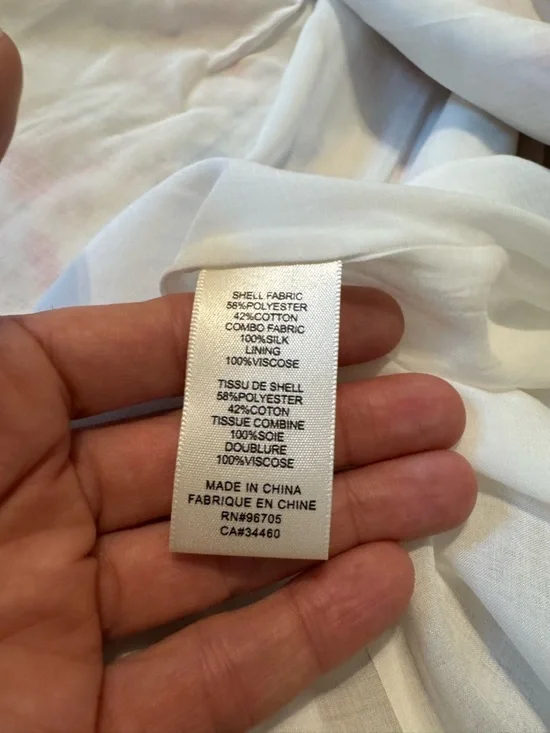 SHELL FABRIC
58%POLYESTER
42%COTTON
COMBO FABRIC
100%SILK
LINING
100%VISCOSE
TISSU DE SHELL
58%POLYESTER
42%COTON
TISSUE COMBINE
100%SOIE
DOUBLURE
100%VISCOSE
MADE IN CHINA
FABRIQUE EN CHINE
RN#96705
CA#34460